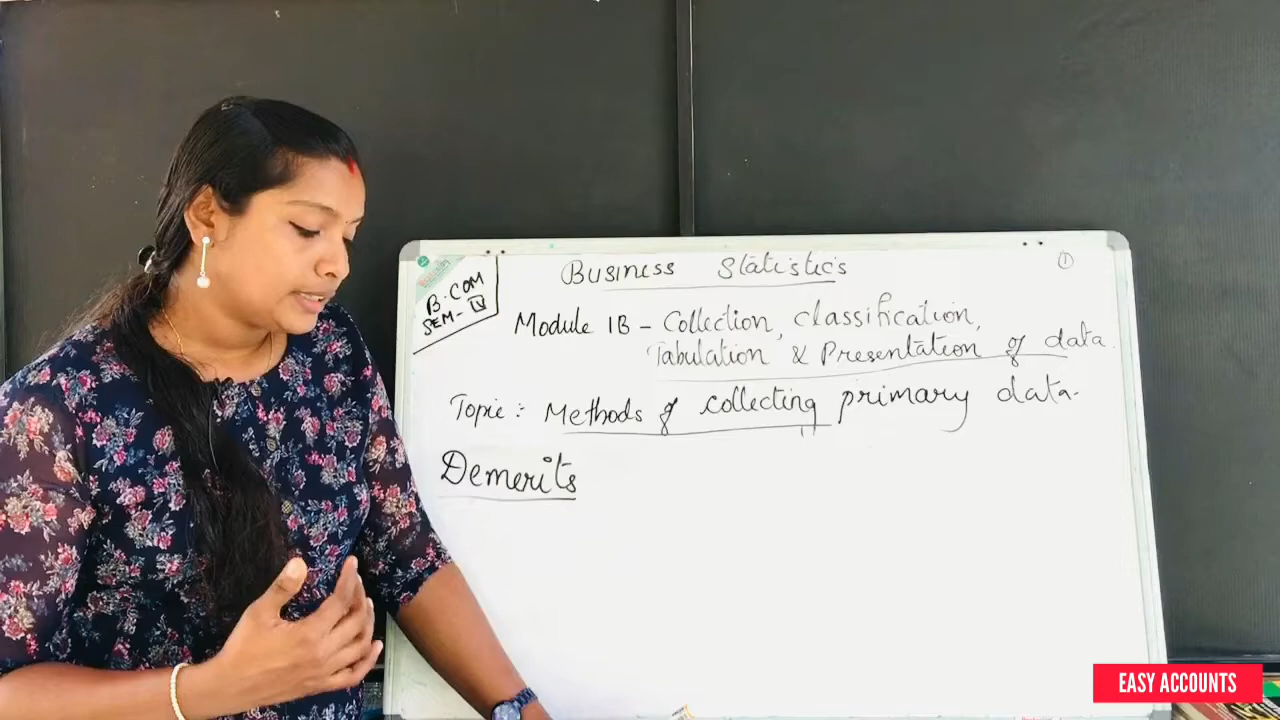 Business Statistics
①
B.COM
SEM - IV
Module 1B - Collection, classification,
Tabulation & Presentation of data.
Topic :- Methods of collecting primary data.
Demerits
EASY ACCOUNTS